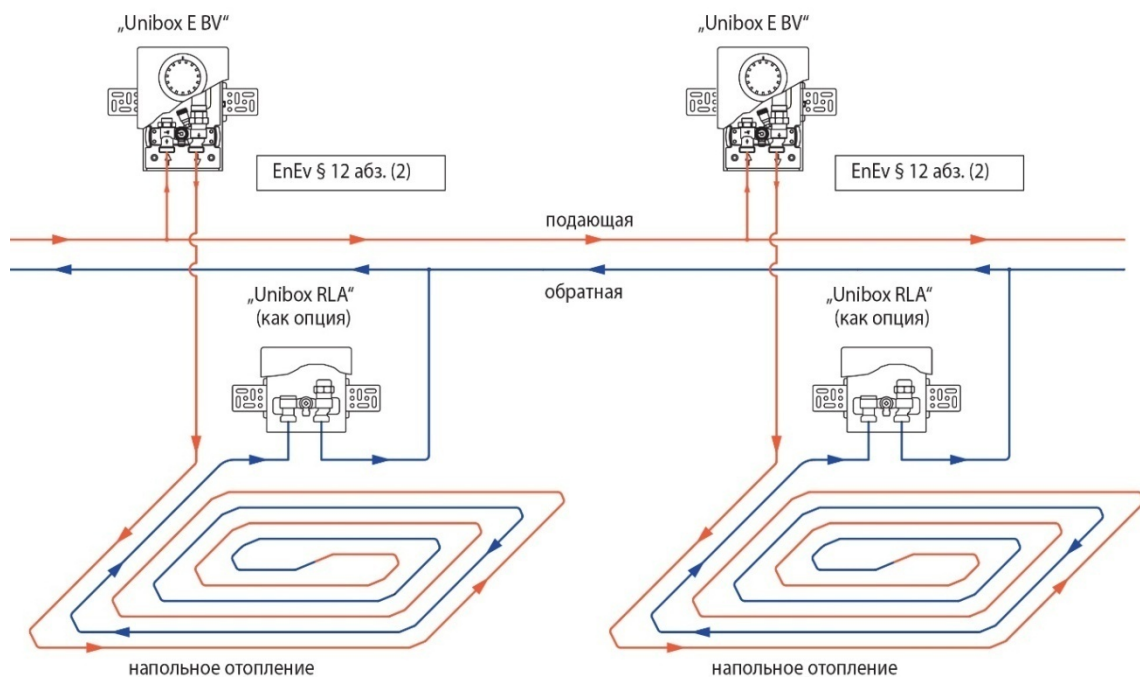 „Unibox E BV“
„Unibox E BV“
EnEv § 12 абз. (2)
EnEv § 12 абз. (2)
подающая
обратная
„Unibox RLA“
(как опция)
„Unibox RLA“
(как опция)
напольное отопление
напольное отопление